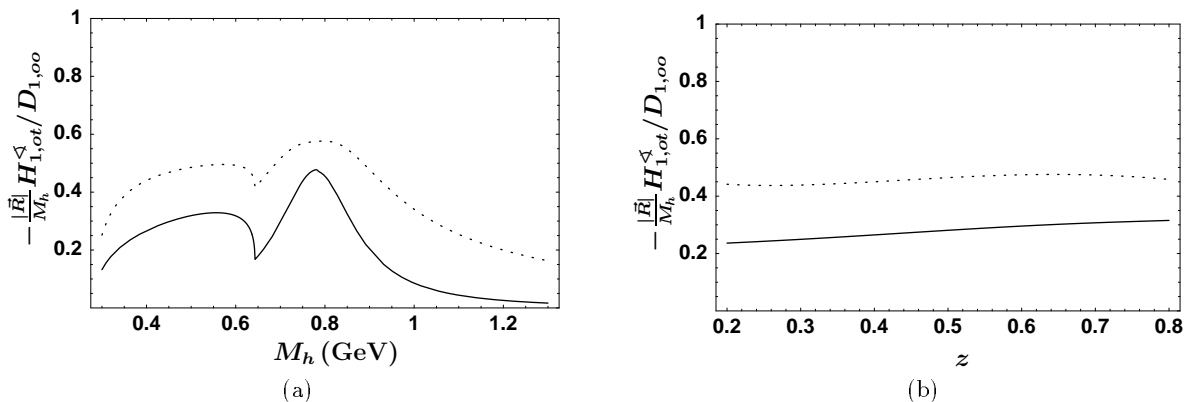 1
0.8
0.6
0.4
0.2
0.4 0.6 0.8 1 1.2
M_h (GeV)
− |R⃗|/M_h H^∢_{1,ot}/D_{1,oo}
(a)
1
0.8
0.6
0.4
0.2
0.2 0.3 0.4 0.5 0.6 0.7 0.8
z
− |R⃗|/M_h H^∢_{1,ot}/D_{1,oo}
(b)